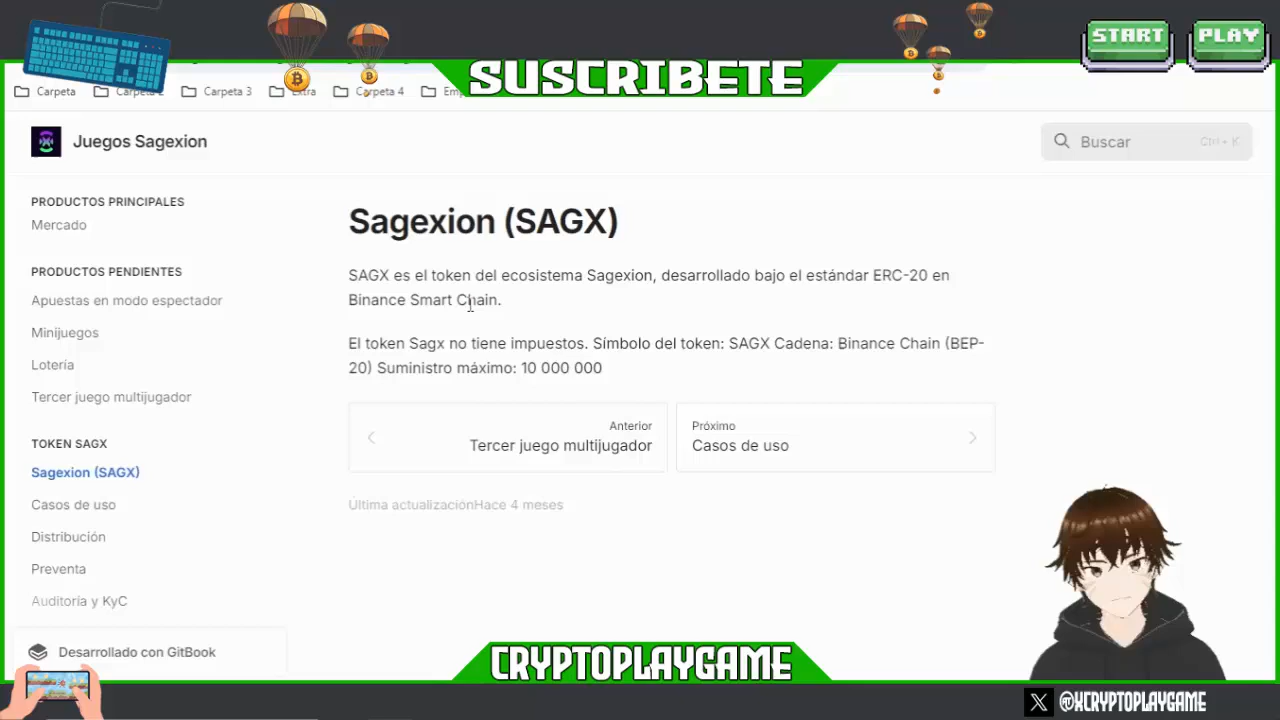 START
PLAY
SUSCRIBETE
Carpeta
Carpeta 2
Carpeta 3
Extra
Carpeta 4
Juegos Sagexion
Buscar
Ctrl + K
PRODUCTOS PRINCIPALES
Mercado
PRODUCTOS PENDIENTES
Apuestas en modo espectador
Minijuegos
Lotería
Tercer juego multijugador
TOKEN SAGX
Sagexion (SAGX)
Casos de uso
Distribución
Preventa
Auditoría y KyC
Desarrollado con GitBook
Sagexion (SAGX)
SAGX es el token del ecosistema Sagexion, desarrollado bajo el estándar ERC-20 en
Binance Smart Chain.
El token Sagx no tiene impuestos. Símbolo del token: SAGX Cadena: Binance Chain (BEP-
20) Suministro máximo: 10 000 000
Anterior
Tercer juego multijugador
Próximo
Casos de uso
Última actualizaciónHace 4 meses
CRYPTOPLAYGAME
@XCRYPTOPLAYGAME